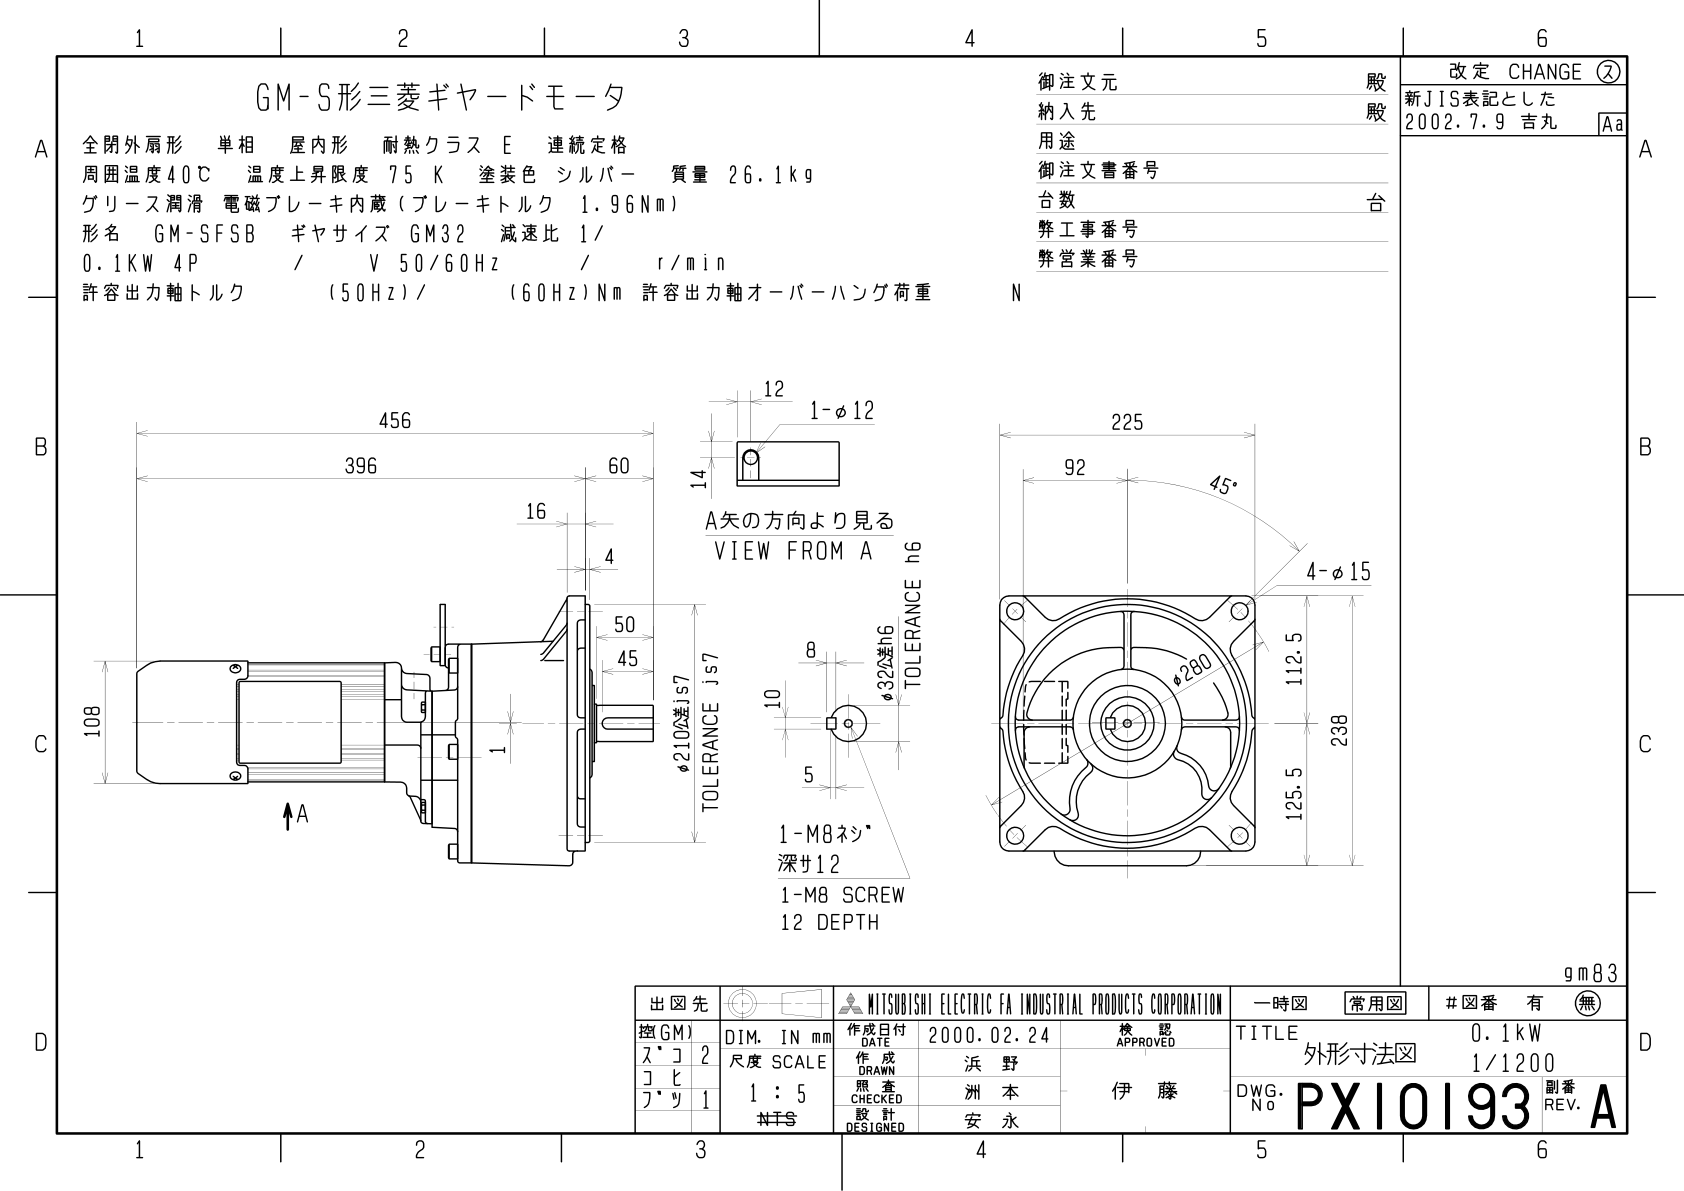 1 2 3 4 5 6
GM-S形三菱ギヤードモータ
全閉外扇形 単相 屋内形 耐熱クラス E 連続定格
周囲温度40℃ 温度上昇限度 75 K 塗装色 シルバー 質量 26.1kg
グリース潤滑 電磁ブレーキ内蔵(ブレーキトルク 1.96Nm)
形名 GM-SFSB ギヤサイズ GM32 減速比 1/
0.1KW 4P / V 50/60Hz / r/min
許容出力軸トルク (50Hz)/ (60Hz)Nm 許容出力軸オーバーハング荷重 N
御注文元 殿
納入先 殿
用途
御注文書番号
台数 台
弊工事番号
弊営業番号
改定 CHANGE ス
新JIS表記とした
2002.7.9 吉丸 Aa
A A
B B
C C
D D
456
396 60
16
4
50
45
108
1
φ210公差js7
TOLERANCE js7
A
12
1-φ12
14
A矢の方向より見る
VIEW FROM A
8
10
5
φ32公差h6
TOLERANCE h6
1-M8ネジ
深サ12
1-M8 SCREW
12 DEPTH
225
92
45°
4-φ15
φ280
112.5
238
125.5
gm83
出図先
控(GM)
ズコ 2
コヒ
ブツ 1
DIM. IN mm
尺度 SCALE
1 : 5
NTS
MITSUBISHI ELECTRIC FA INDUSTRIAL PRODUCTS CORPORATION
作成日付 DATE 2000.02.24
作成 DRAWN 浜野
照査 CHECKED 洲本
設計 DESIGNED 安永
検認 APPROVED
伊藤
一時図 常用図 #図番 有 無
TITLE
外形寸法図
0.1kW
1/1200
DWG. No PX10193
副番 REV. A
1 2 3 4 5 6